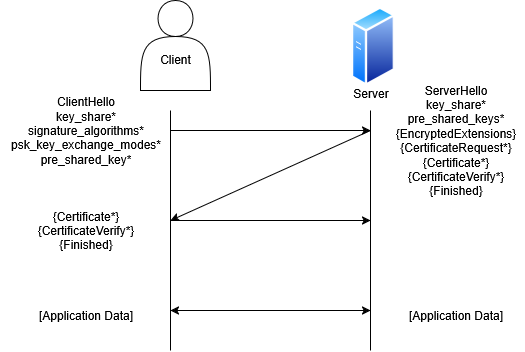 Client
Server
ClientHello
key_share*
signature_algorithms*
psk_key_exchange_modes*
pre_shared_key*
ServerHello
key_share*
pre_shared_keys*
{EncryptedExtensions}
{CertificateRequest*}
{Certificate*}
{CertificateVerify*}
{Finished}
{Certificate*}
{CertificateVerify*}
{Finished}
[Application Data]
[Application Data]